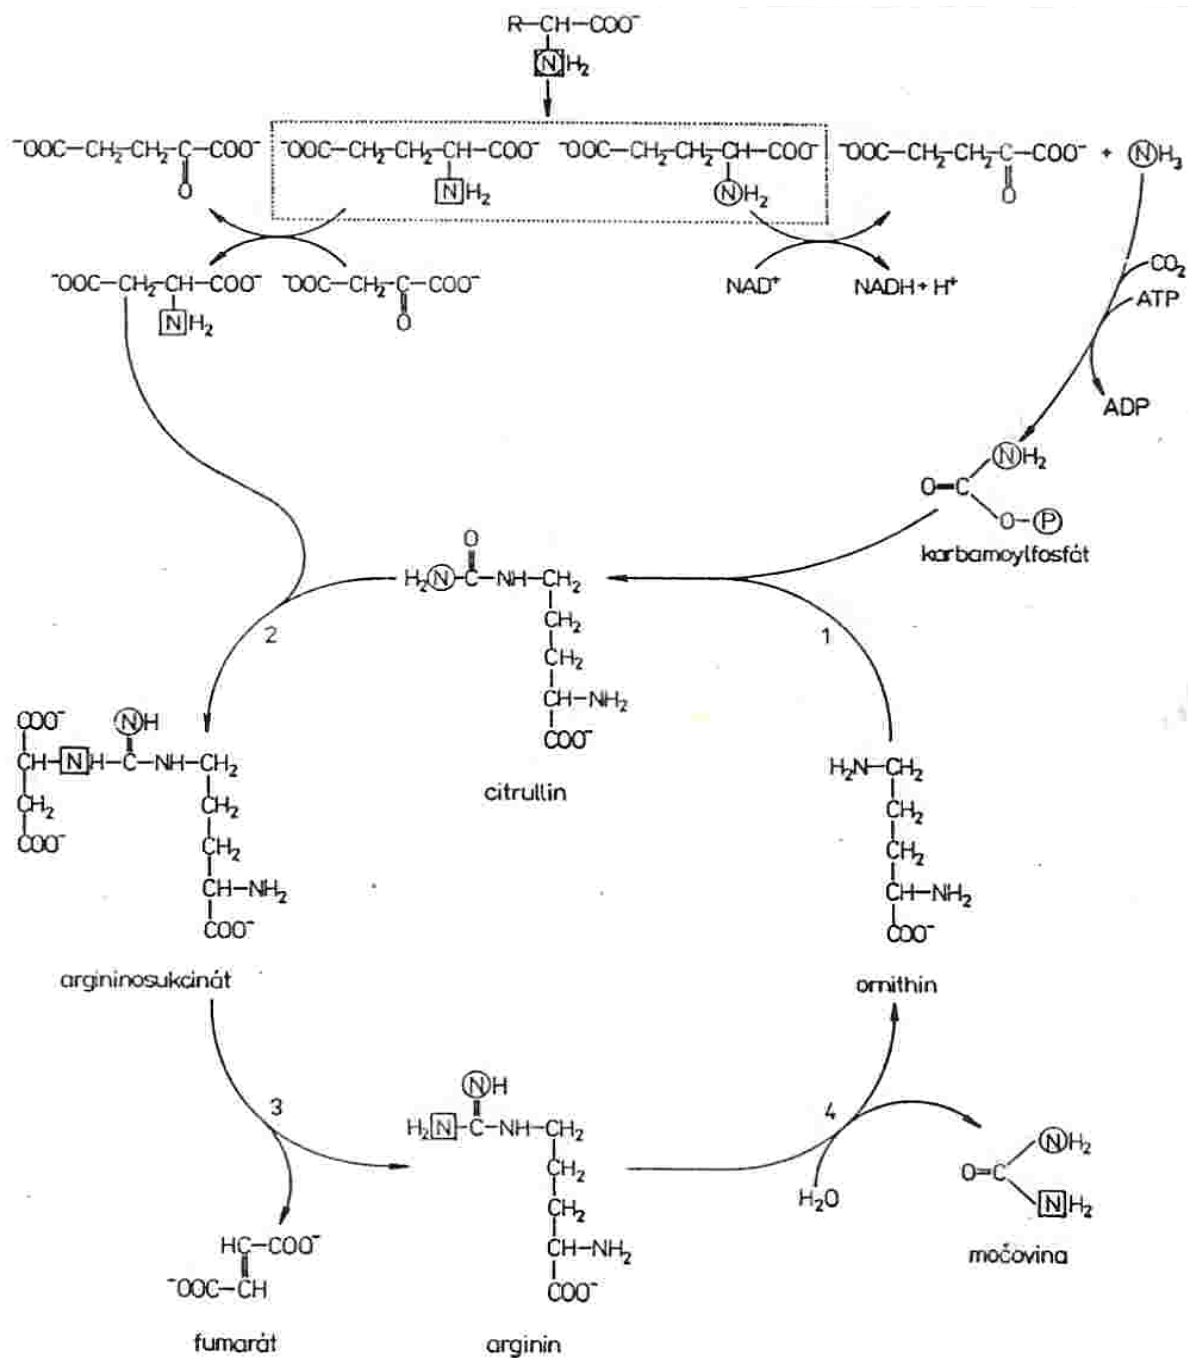 R–CH–COO⁻
NH₂
⁻OOC–CH₂–CH₂–C–COO⁻
O
⁻OOC–CH₂–CH₂–CH–COO⁻
NH₂
⁻OOC–CH₂–CH₂–CH–COO⁻
NH₂
⁻OOC–CH₂–CH₂–C–COO⁻ + NH₃
O
⁻OOC–CH₂–CH–COO⁻
NH₂
⁻OOC–CH₂–C–COO⁻
O
NAD⁺
NADH + H⁺
CO₂
ATP
ADP
NH₂
O=C
O–P
karbamoylfosfát
O
H₂N–C–NH–CH₂
CH₂
CH₂
CH–NH₂
COO⁻
citrullin
1
2
COO⁻
NH
CH–NH–C–NH–CH₂
CH₂
CH₂
COO⁻
CH₂
CH–NH₂
COO⁻
argininosukcinát
H₂N–CH₂
CH₂
CH₂
CH–NH₂
COO⁻
ornithin
3
HC–COO⁻
⁻OOC–CH
fumarát
NH
H₂N–C–NH–CH₂
CH₂
CH₂
CH–NH₂
COO⁻
arginin
4
H₂O
NH₂
O=C
NH₂
močovina